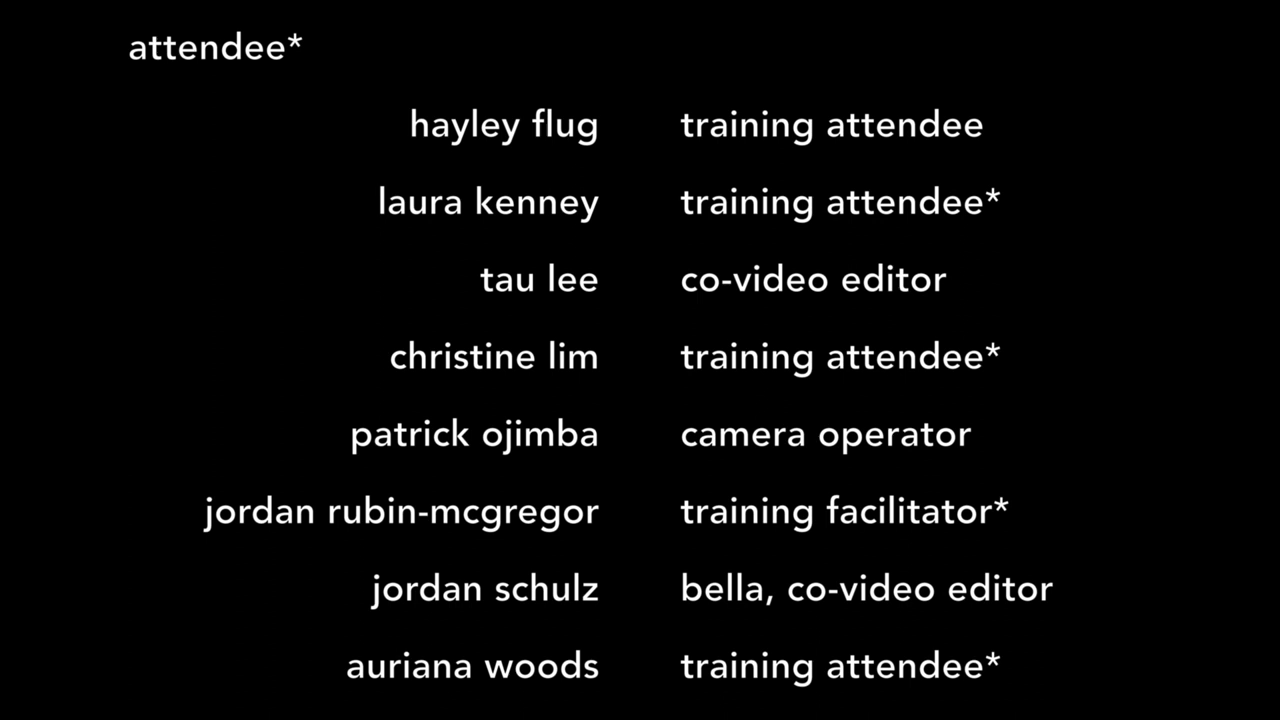 attendee*
hayley flug training attendee
laura kenney training attendee*
tau lee co-video editor
christine lim training attendee*
patrick ojimba camera operator
jordan rubin-mcgregor training facilitator*
jordan schulz bella, co-video editor
auriana woods training attendee*